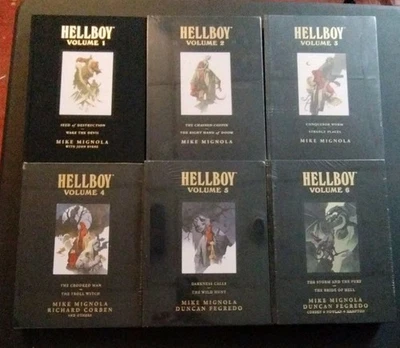 HELLBOY
VOLUME 1
SEED OF DESTRUCTION
WAKE THE DEVIL
MIKE MIGNOLA
WITH JOHN BYRNE
HELLBOY
VOLUME 2
THE CHAINED COFFIN
THE RIGHT HAND OF DOOM
MIKE MIGNOLA
HELLBOY
VOLUME 3
CONQUEROR WORM
STRANGE PLACES
MIKE MIGNOLA
HELLBOY
VOLUME 4
THE CROOKED MAN
THE TROLL WITCH
MIKE MIGNOLA
RICHARD CORBEN
AND OTHERS
HELLBOY
VOLUME 5
DARKNESS CALLS
THE WILD HUNT
MIKE MIGNOLA
DUNCAN FEGREDO
HELLBOY
VOLUME 6
THE STORM AND THE FURY
THE BRIDE OF HELL
MIKE MIGNOLA
DUNCAN FEGREDO